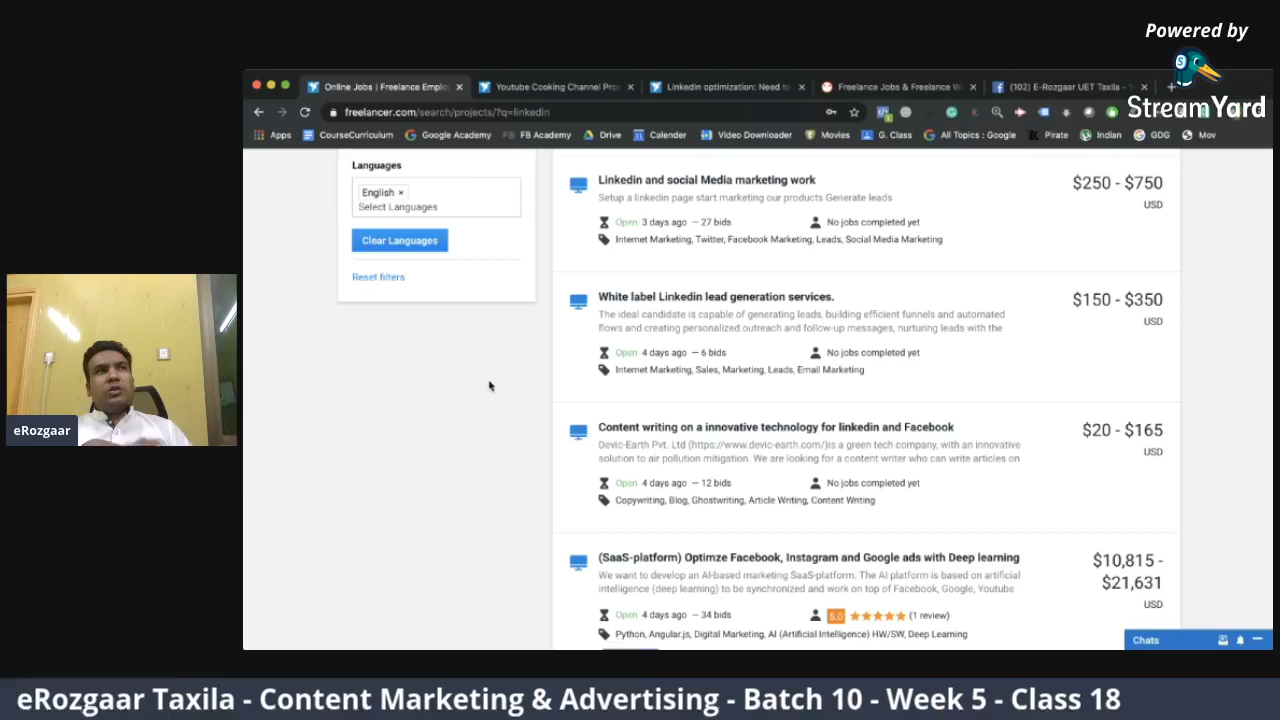 Powered by
StreamYard
Online Jobs | Freelance Emplo
Youtube Cooking Channel Pro
Linkedin optimization: Need to
Freelance Jobs & Freelance W
(102) E-Rozgaar UET Taxila -
freelancer.com/search/projects/?q=linkedin
Apps
CourseCurriculum
Google Academy
FB Academy
Drive
Calender
Video Downloader
Movies
G. Class
All Topics : Google
Pirate
Indian
GDG
Mov
Languages
English ×
Select Languages
Clear Languages
Reset filters
Linkedin and social Media marketing work
$250 - $750
USD
Setup a linkedin page start marketing our products Generate leads
Open 3 days ago — 27 bids
No jobs completed yet
Internet Marketing, Twitter, Facebook Marketing, Leads, Social Media Marketing
White label Linkedin lead generation services.
$150 - $350
USD
The ideal candidate is capable of generating leads, building efficient funnels and automated
flows and creating personalized outreach and follow-up messages, nurturing leads with the
Open 4 days ago — 6 bids
No jobs completed yet
Internet Marketing, Sales, Marketing, Leads, Email Marketing
Content writing on a innovative technology for linkedin and Facebook
$20 - $165
USD
Devic-Earth Pvt. Ltd (https://www.devic-earth.com/)is a green tech company, with an innovative
solution to air pollution mitigation. We are looking for a content writer who can write articles on
Open 4 days ago — 12 bids
No jobs completed yet
Copywriting, Blog, Ghostwriting, Article Writing, Content Writing
(SaaS-platform) Optimze Facebook, Instagram and Google ads with Deep learning
$10,815 -
$21,631
USD
We want to develop an AI-based marketing SaaS-platform. The AI platform is based on artificial
intelligence (deep learning) to be synchronized and work on top of Facebook, Google, Youtube
Open 4 days ago — 34 bids
5.0
(1 review)
Python, Angular.js, Digital Marketing, AI (Artificial Intelligence) HW/SW, Deep Learning
Chats
eRozgaar
eRozgaar Taxila - Content Marketing & Advertising - Batch 10 - Week 5 - Class 18